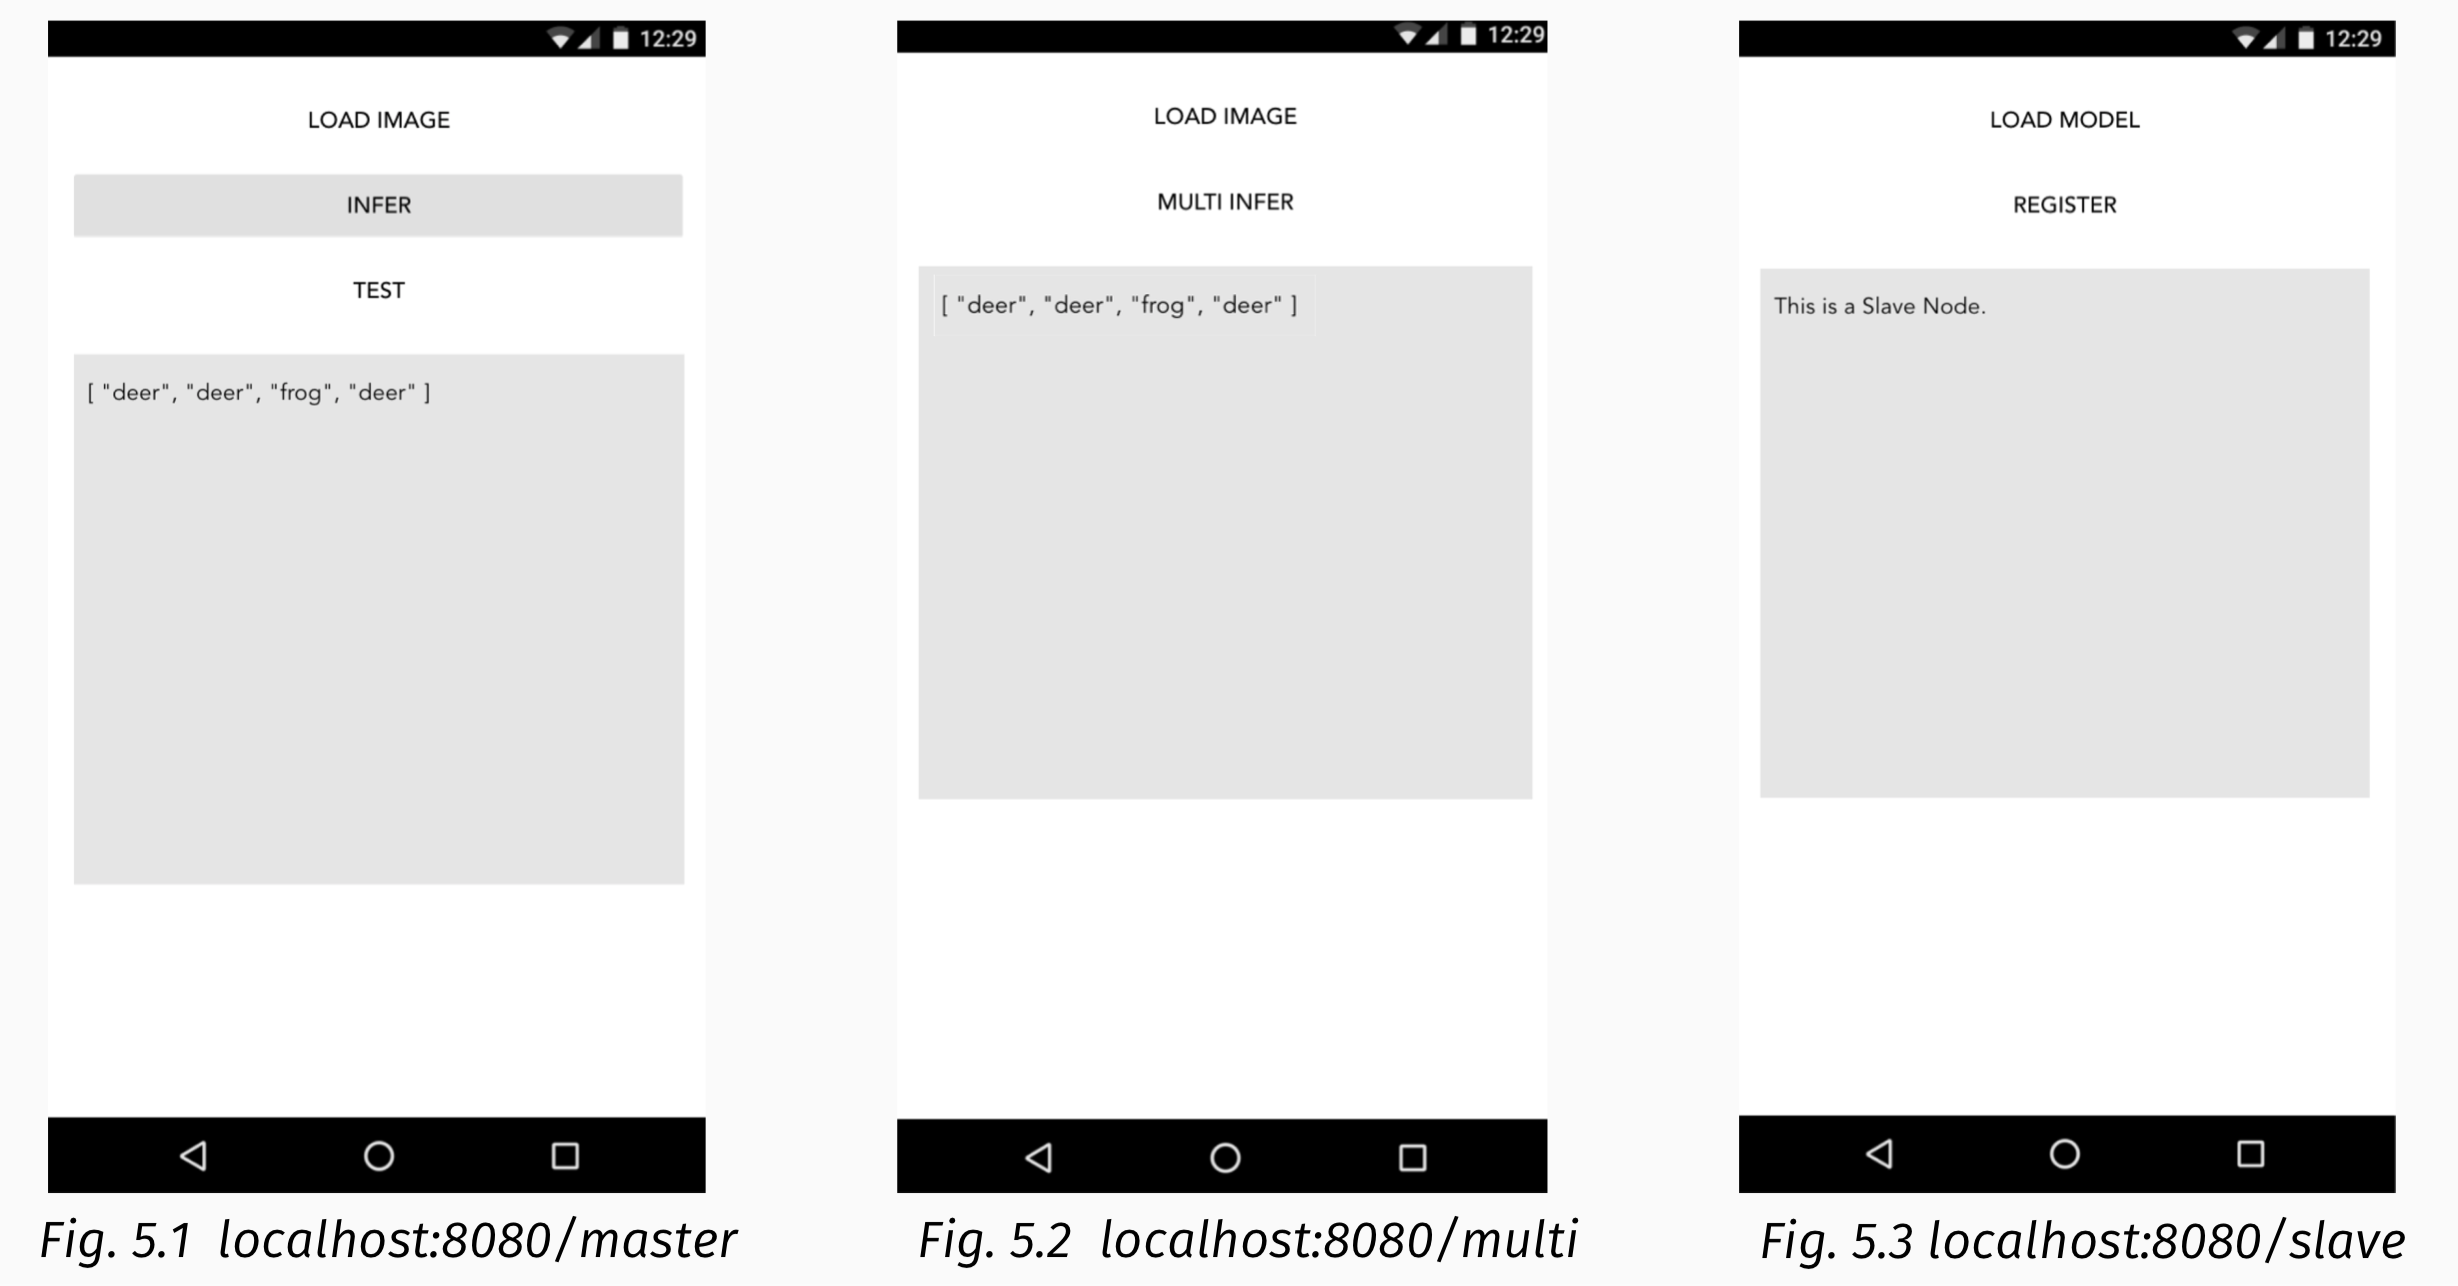 12:29
LOAD IMAGE
INFER
TEST
[ "deer", "deer", "frog", "deer" ]
Fig. 5.1 localhost:8080/master
12:29
LOAD IMAGE
MULTI INFER
[ "deer", "deer", "frog", "deer" ]
Fig. 5.2 localhost:8080/multi
12:29
LOAD MODEL
REGISTER
This is a Slave Node.
Fig. 5.3 localhost:8080/slave